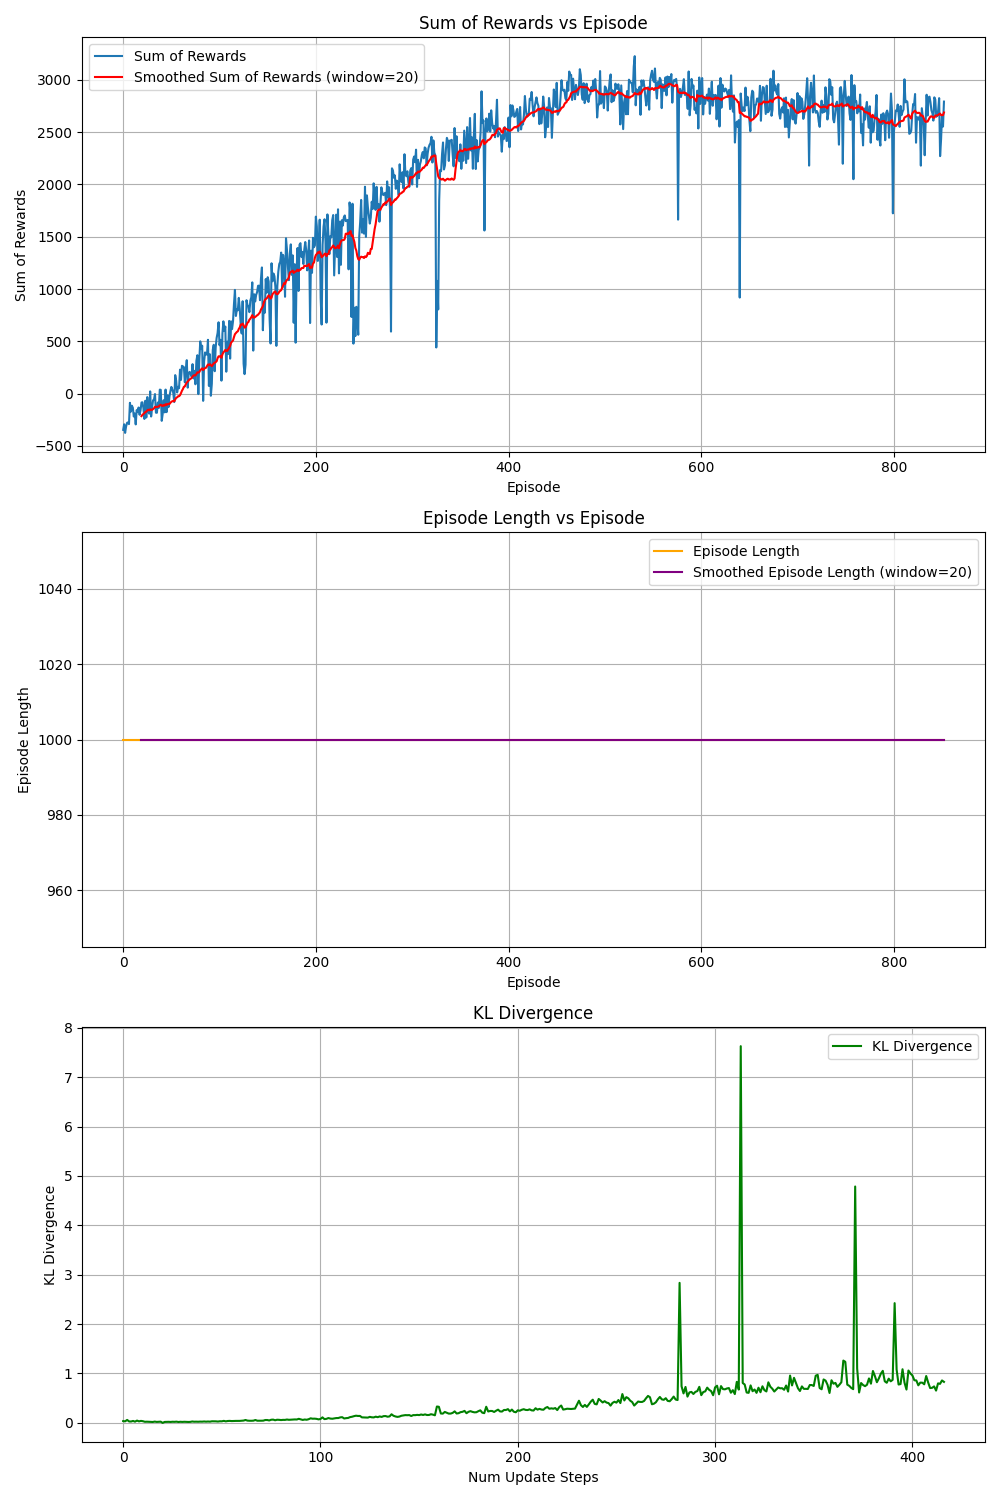 Sum of Rewards vs Episode
Sum of Rewards
Smoothed Sum of Rewards (window=20)
3000
2500
2000
1500
1000
500
0
−500
Sum of Rewards
0 200 400 600 800
Episode
Episode Length vs Episode
Episode Length
Smoothed Episode Length (window=20)
1040
1020
1000
980
960
Episode Length
0 200 400 600 800
Episode
KL Divergence
KL Divergence
8
7
6
5
4
3
2
1
0
KL Divergence
0 100 200 300 400
Num Update Steps